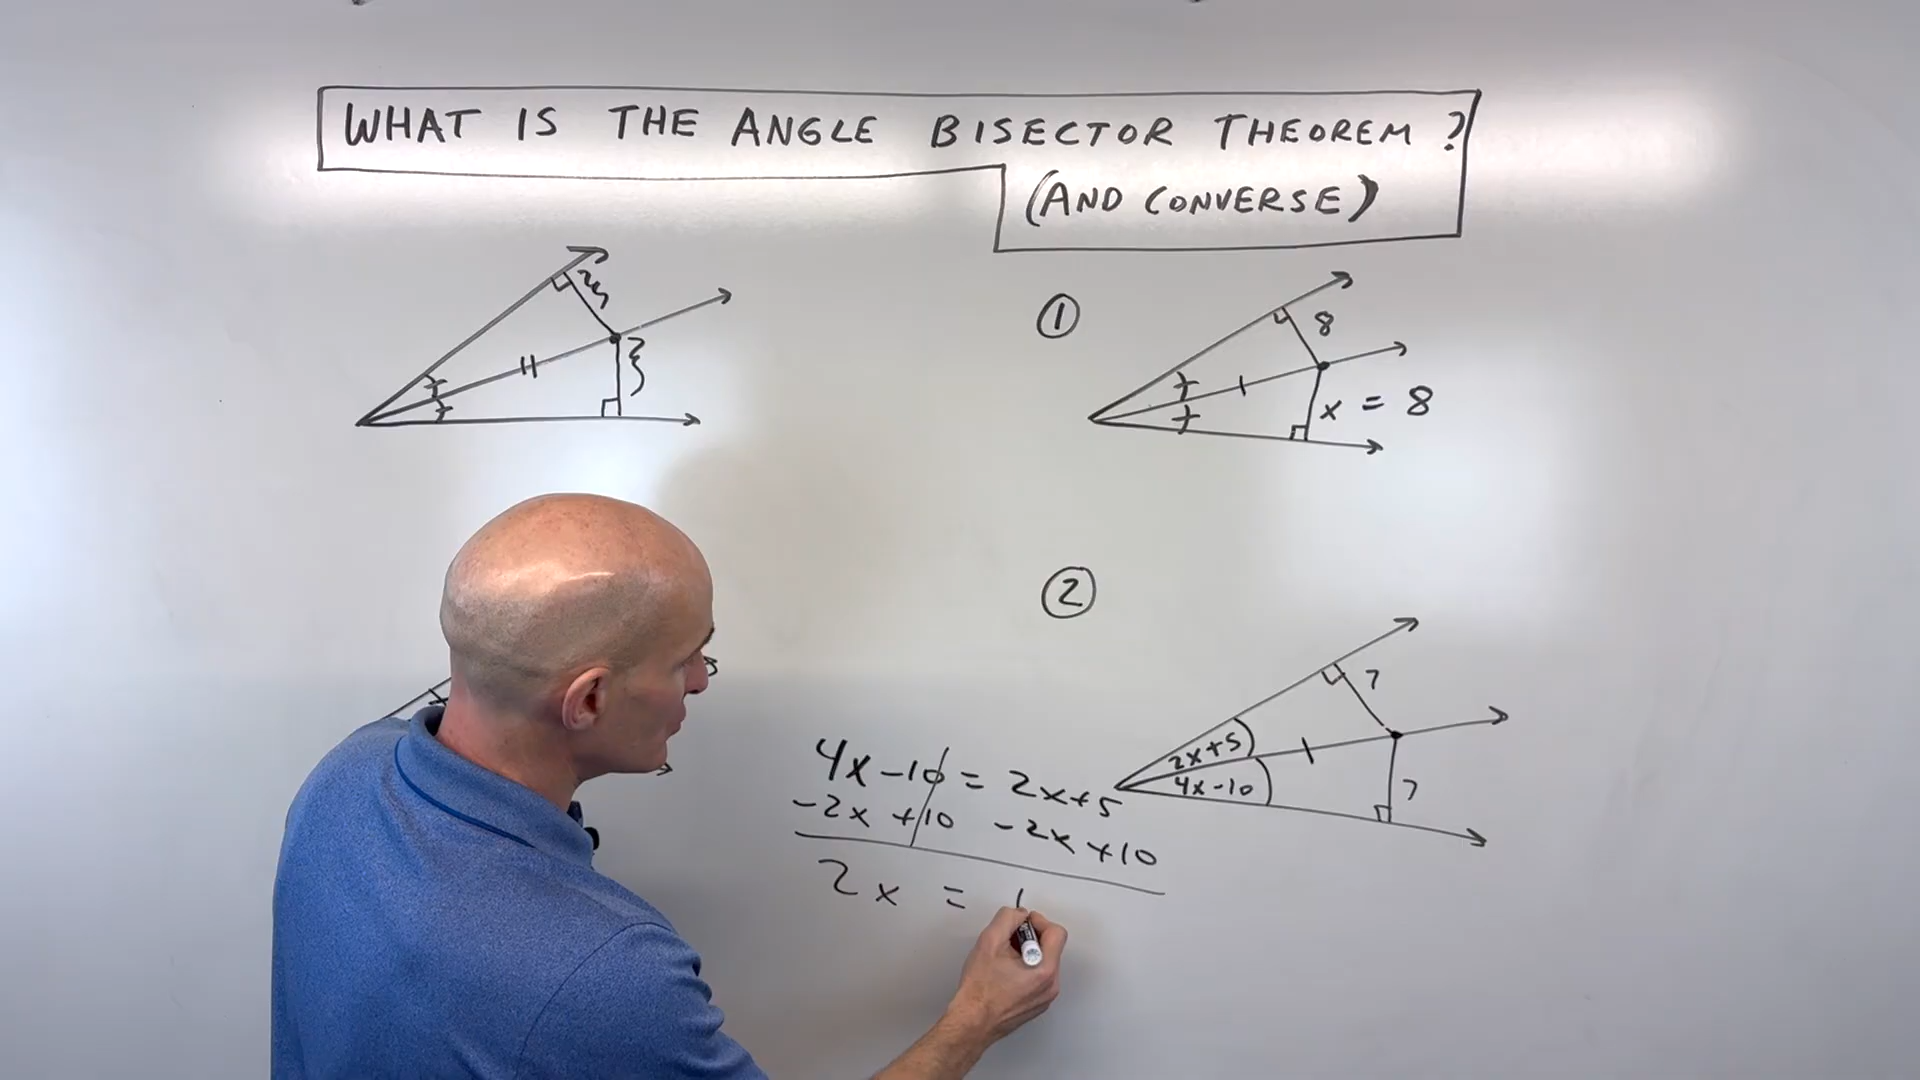 WHAT IS THE ANGLE BISECTOR THEOREM?
(AND CONVERSE)
①
8
x = 8
②
7
2x+5
4x-10
7
4x-10 = 2x+5
-2x +10 -2x +10
2x = 1